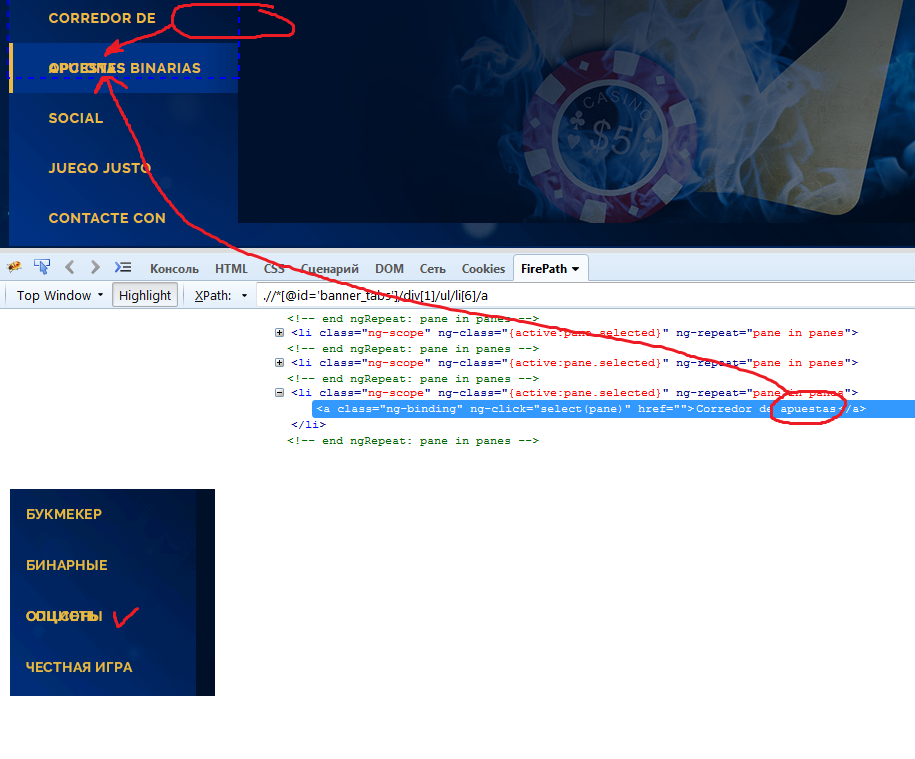 CORREDOR DE
APUESTAS
OPCIONES BINARIAS
SOCIAL
JUEGO JUSTO
CONTACTE CON
CASINO
$5
Консоль HTML CSS Сценарий DOM Сеть Cookies FirePath
Top Window Highlight XPath: .//*[@id='banner_tabs']/div[1]/ul/li[6]/a
<!-- end ngRepeat: pane in panes -->
<li class="ng-scope" ng-class="{active:pane.selected}" ng-repeat="pane in panes">
<!-- end ngRepeat: pane in panes -->
<li class="ng-scope" ng-class="{active:pane.selected}" ng-repeat="pane in panes">
<!-- end ngRepeat: pane in panes -->
<li class="ng-scope" ng-class="{active:pane.selected}" ng-repeat="pane in panes">
<a class="ng-binding" ng-click="select(pane)" href="">Corredor de apuestas</a>
</li>
<!-- end ngRepeat: pane in panes -->
БУКМЕКЕР
БИНАРНЫЕ
ОПЦИОНЫ
ЧЕСТНАЯ ИГРА